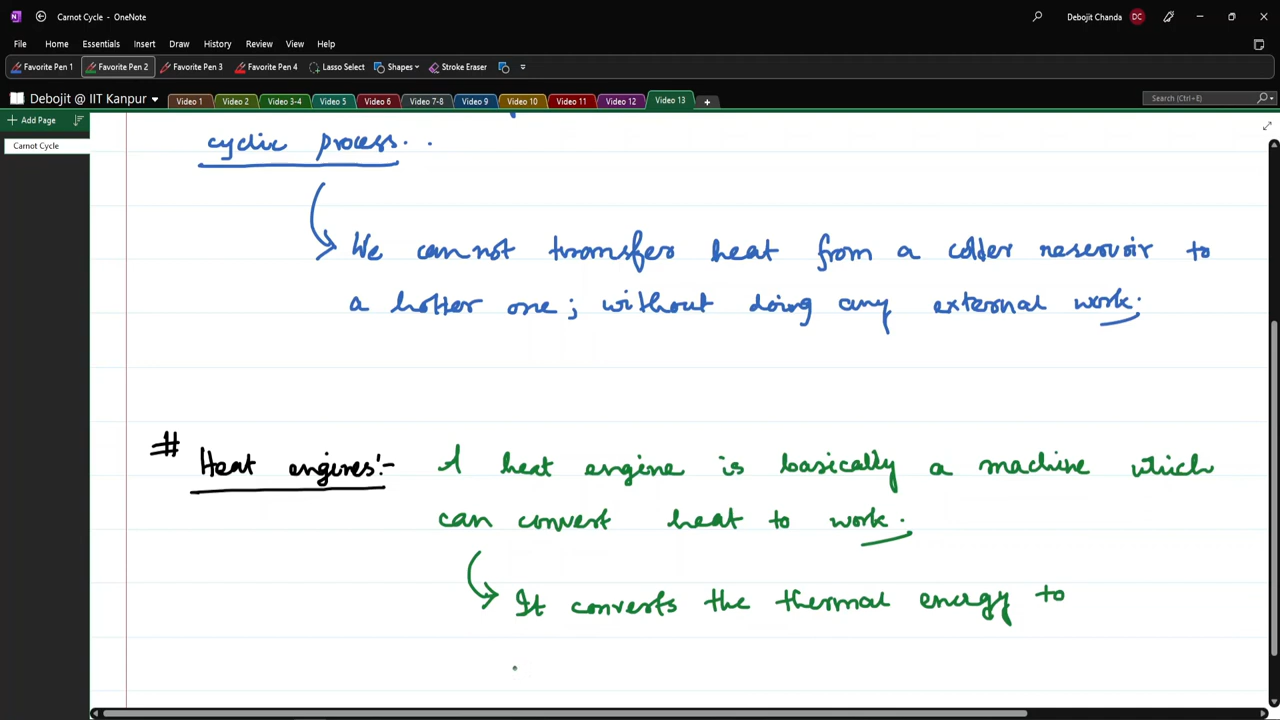 Carnot Cycle - OneNote
Debojit Chanda DC
File Home Essentials Insert Draw History Review View Help
Favorite Pen 1 Favorite Pen 2 Favorite Pen 3 Favorite Pen 4 Lasso Select Shapes Stroke Eraser
Debojit @ IIT Kanpur Video 1 Video 2 Video 3-4 Video 5 Video 6 Video 7-8 Video 9 Video 10 Video 11 Video 12 Video 13 + Search (Ctrl+E)
+ Add Page
Carnot Cycle
cyclic process..
We cannot transfer heat from a colder reservoir to
a hotter one; without doing any external work.
# Heat engines:- A heat engine is basically a machine which
can convert heat to work.
It converts the thermal energy to